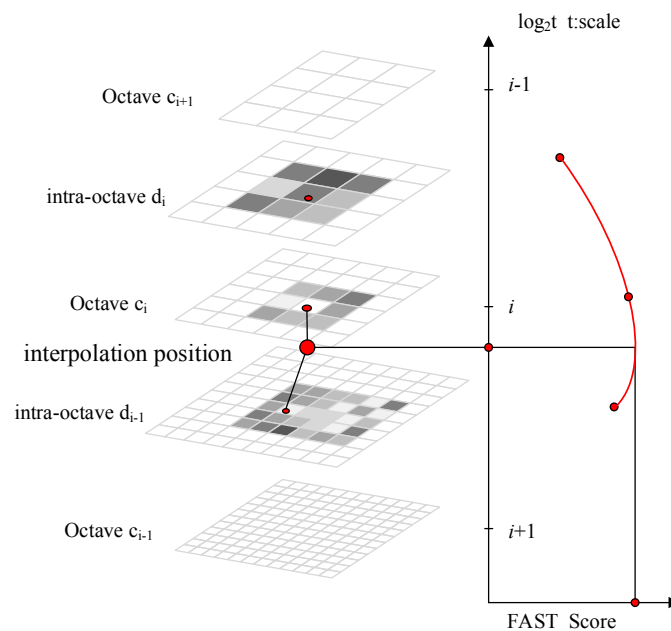 log₂t t:scale
i-1
Octave cᵢ₊₁
intra-octave dᵢ
Octave cᵢ
i
interpolation position
intra-octave dᵢ₋₁
Octave cᵢ₋₁
i+1
FAST Score